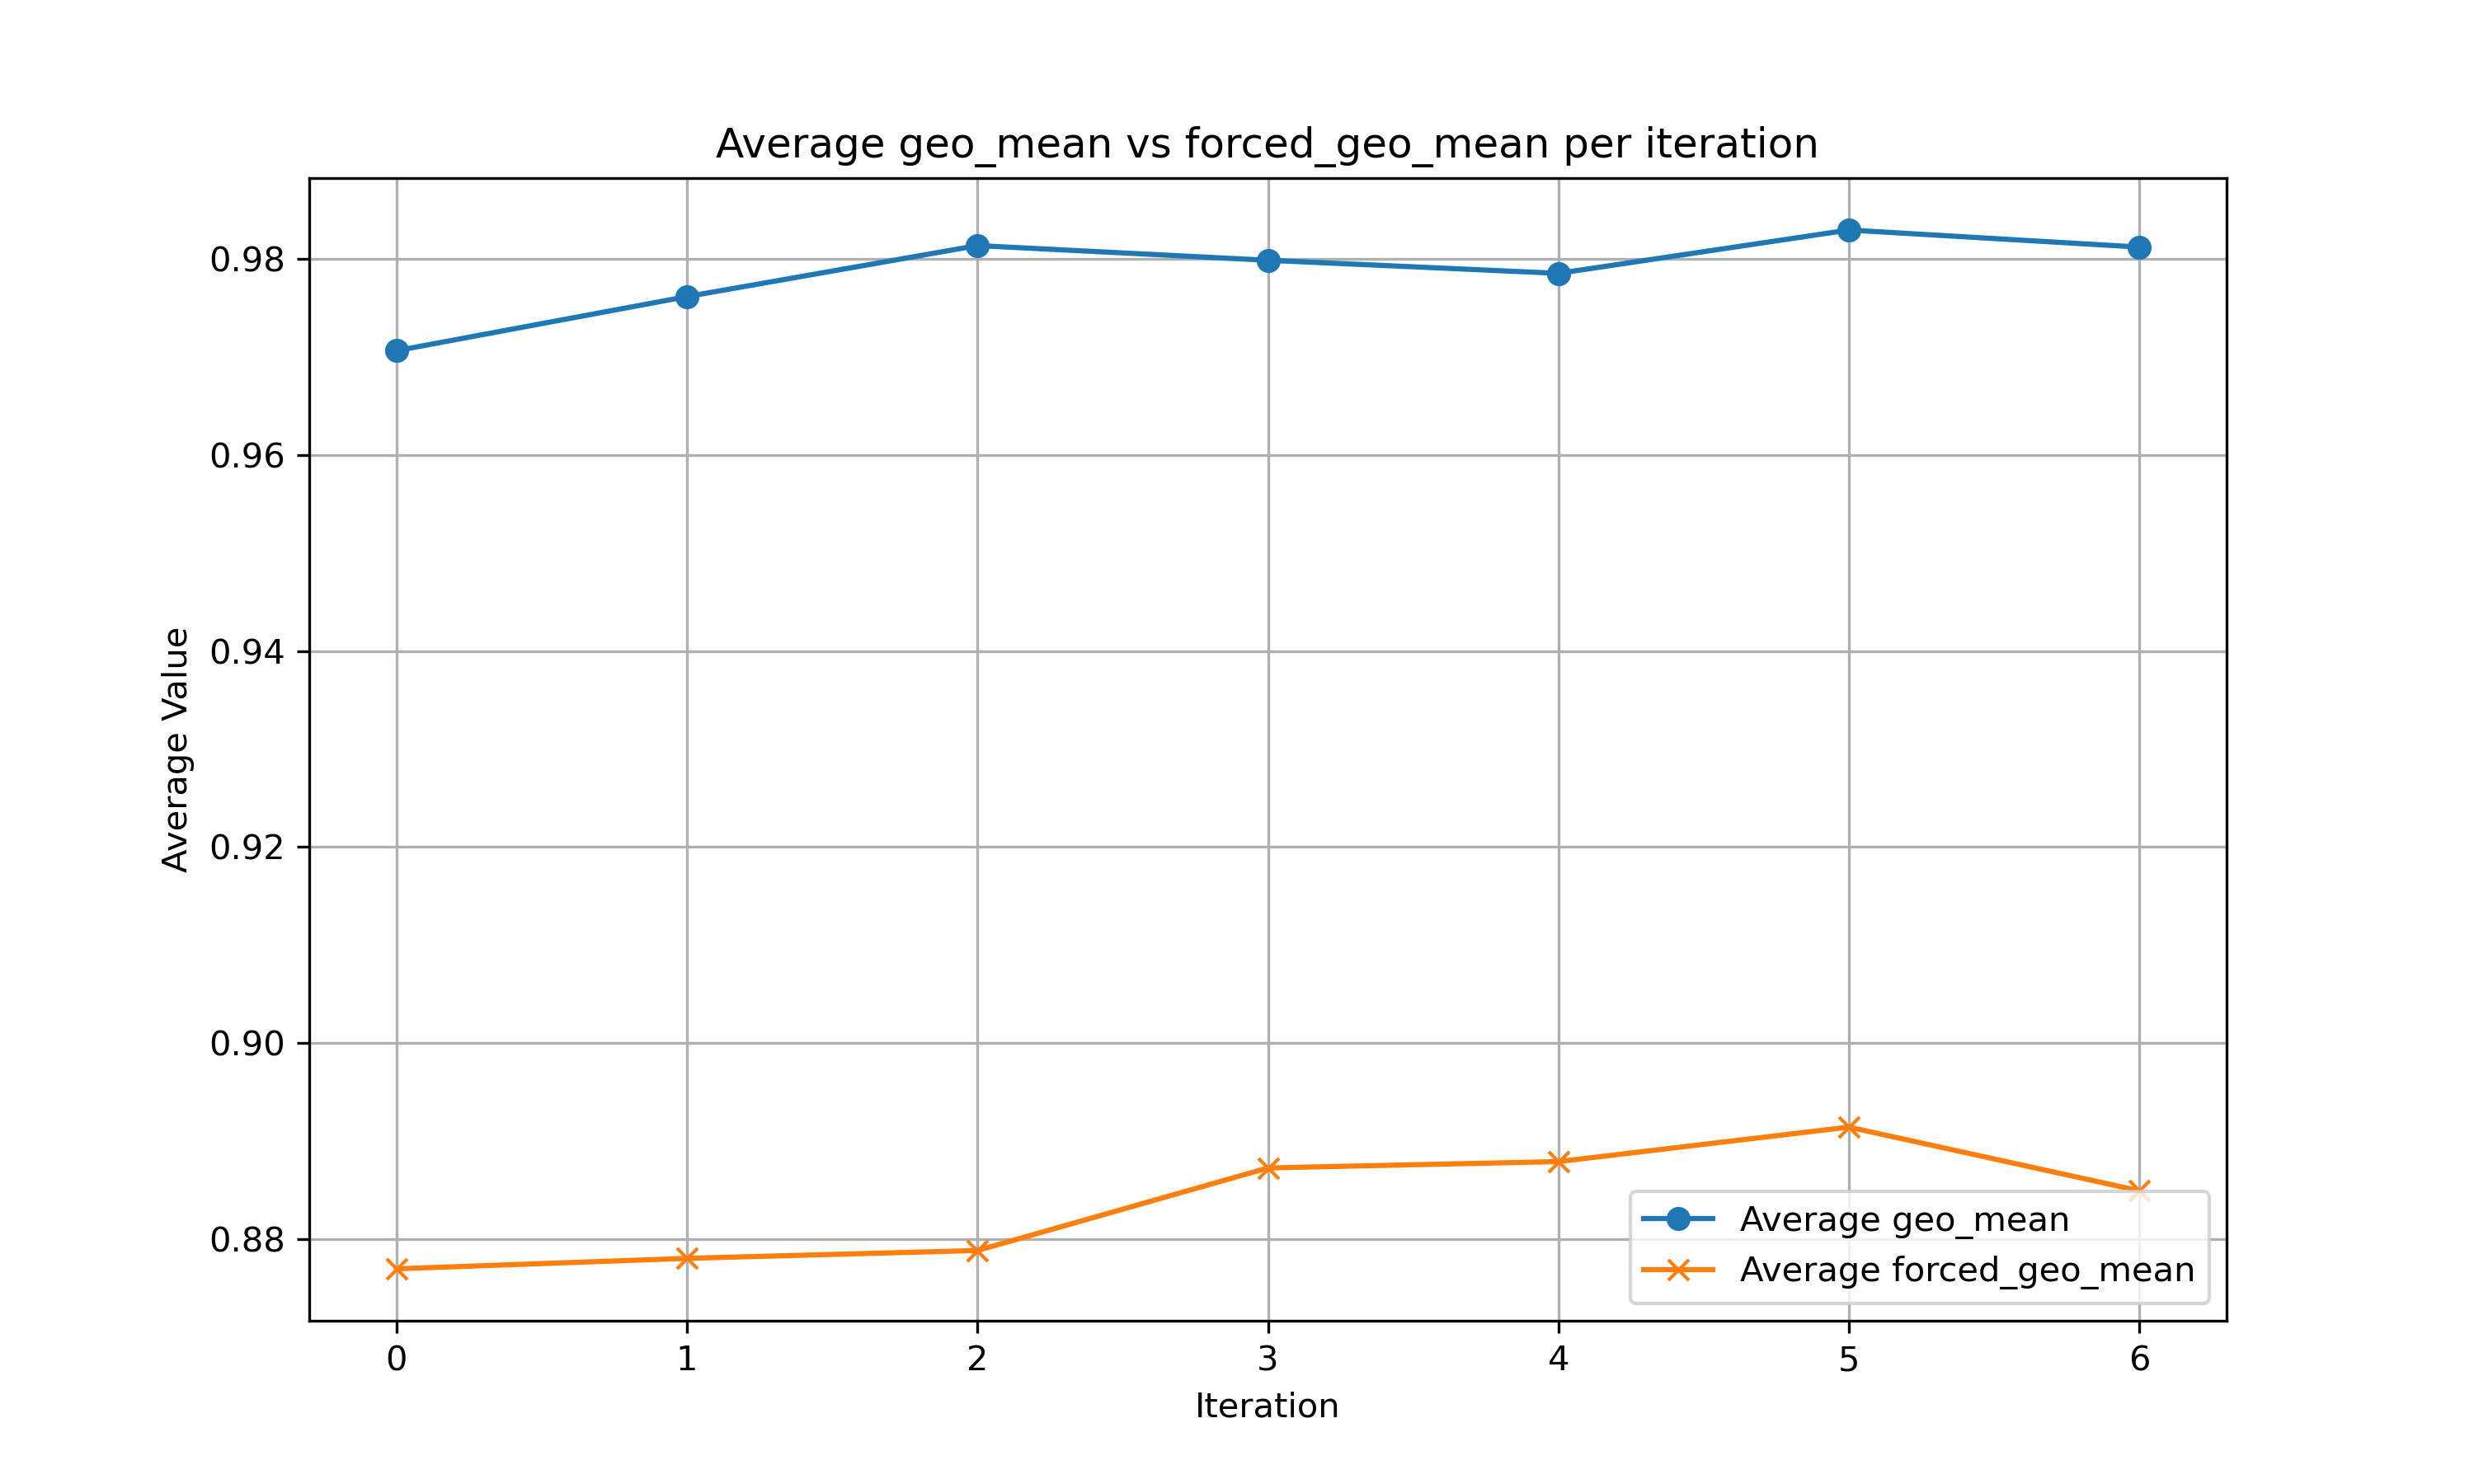 Average geo_mean vs forced_geo_mean per iteration
Average Value
0.98
0.96
0.94
0.92
0.90
0.88
Average geo_mean
Average forced_geo_mean
0 1 2 3 4 5 6
Iteration